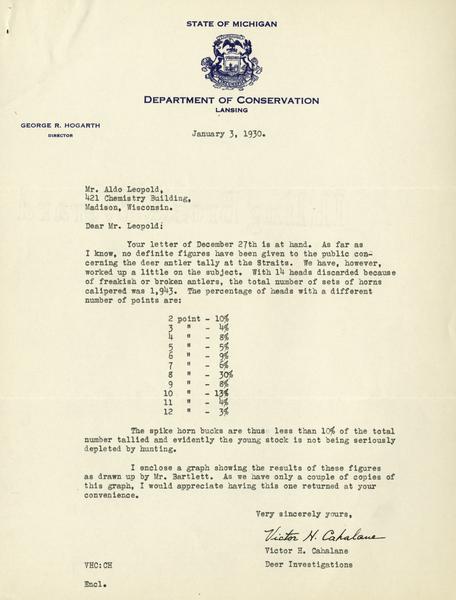 STATE OF MICHIGAN
DEPARTMENT OF CONSERVATION
LANSING
GEORGE R. HOGARTH
DIRECTOR
January 3, 1930.
Mr. Aldo Leopold,
421 Chemistry Building,
Madison, Wisconsin.
Dear Mr. Leopold:
Your letter of December 27th is at hand. As far as
I know, no definite figures have been given to the public con-
cerning the deer antler tally at the Straits. We have, however,
worked up a little on the subject. With 14 heads discarded because
of freakish or broken antlers, the total number of sets of horns
calipered was 1,943. The percentage of heads with a different
number of points are:
2 point - 10%
3 " - 4%
4 " - 8%
5 " - 5%
6 " - 9%
7 " - 6%
8 " - 30%
9 " - 8%
10 " - 13%
11 " - 4%
12 " - 3%
The spike horn bucks are thus less than 10% of the total
number tallied and evidently the young stock is not being seriously
depleted by hunting.
I enclose a graph showing the results of these figures
as drawn up by Mr. Bartlett. As we have only a couple of copies of
this graph, I would appreciate having this one returned at your
convenience.
Very sincerely yours,
Victor H. Cahalane
Victor H. Cahalane
VHC:CH Deer Investigations
Encl.